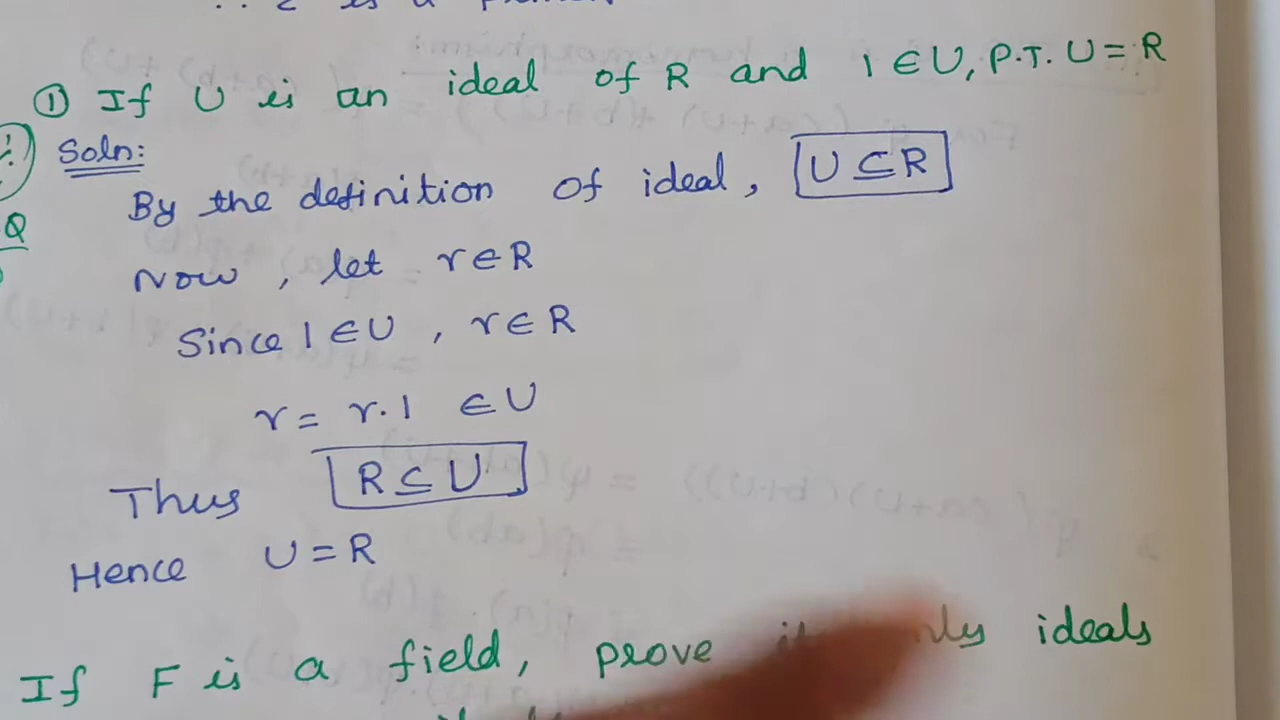 ① If U is an ideal of R and 1 ∈ U, P.T. U = R
Soln:
By the definition of ideal, U ⊆ R
Q
Now, let r ∈ R
Since 1 ∈ U, r ∈ R
r = r.1 ∈ U
Thus R ⊆ U
Hence U = R
If F is a field, prove ideals